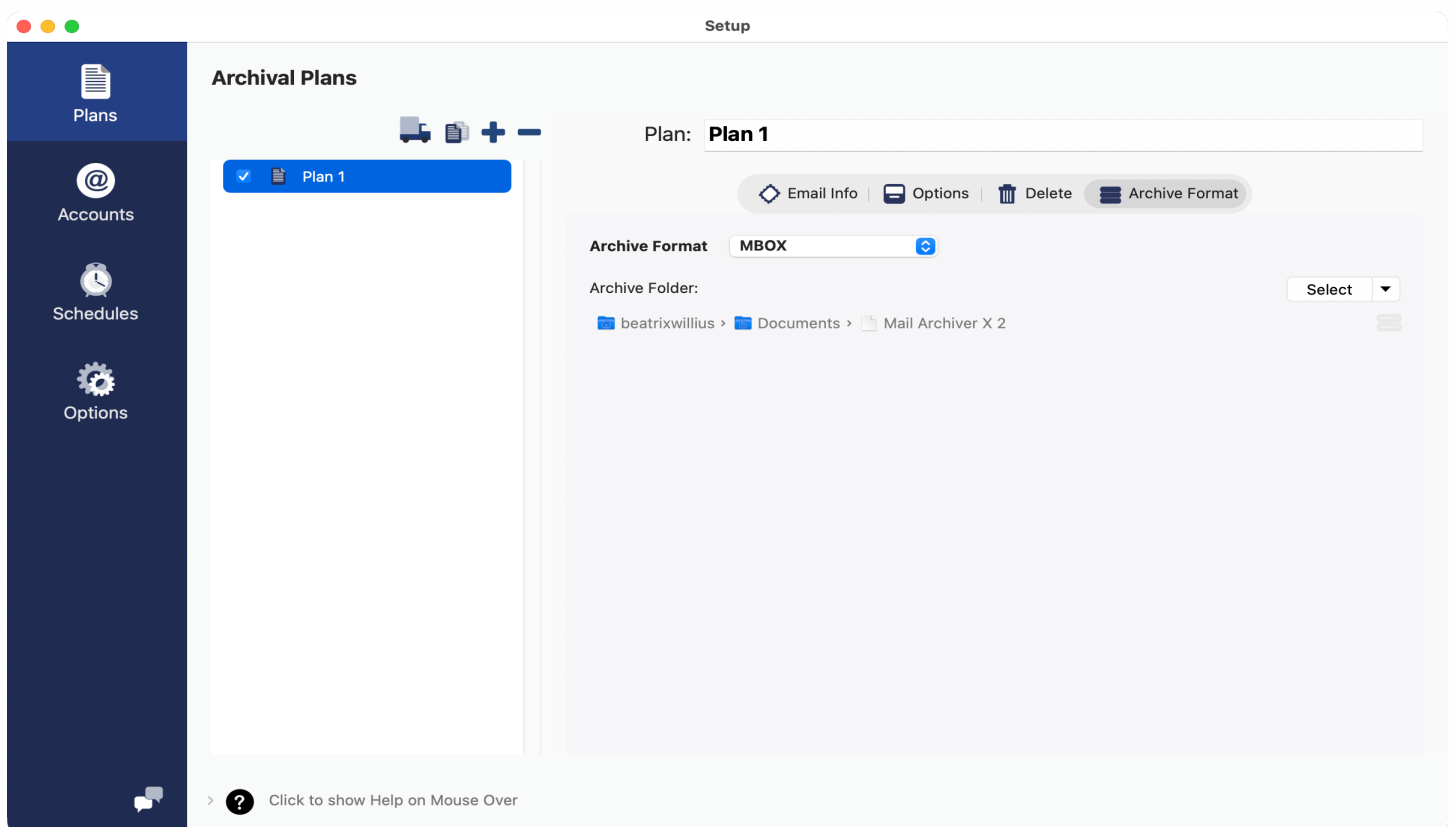 Setup
Plans
Accounts
Schedules
Options
Archival Plans
Plan 1
Plan: Plan 1
Email Info Options Delete Archive Format
Archive Format MBOX
Archive Folder: Select
beatrixwillius › Documents › Mail Archiver X 2
? Click to show Help on Mouse Over